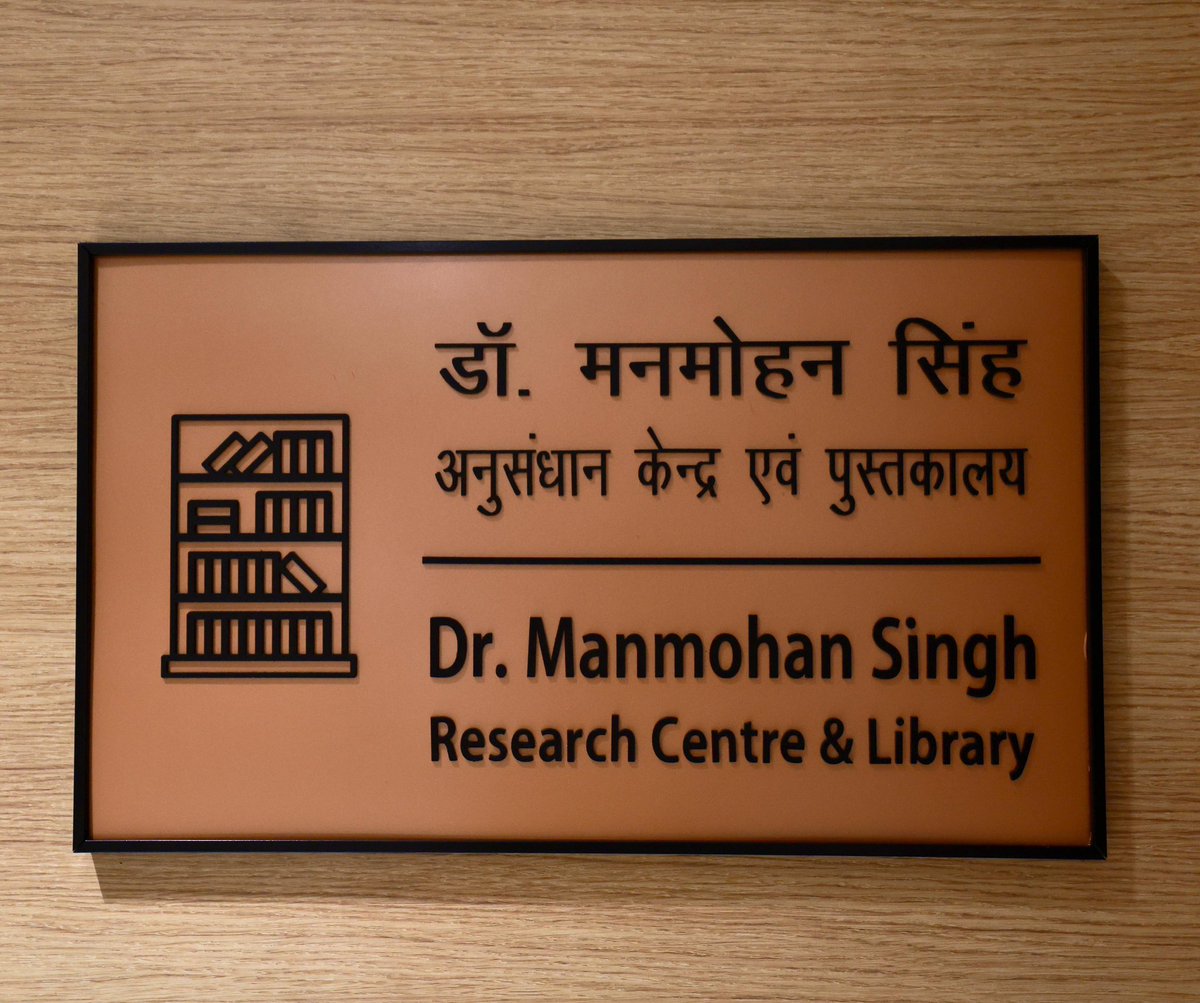 डॉ. मनमोहन सिंह
अनुसंधान केन्द्र एवं पुस्तकालय
Dr. Manmohan Singh
Research Centre & Library